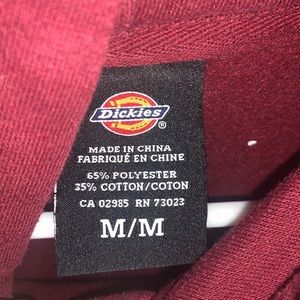 Dickies®
MADE IN CHINA
FABRIQUÉ EN CHINE
65% POLYESTER
35% COTTON/COTON
CA 02985 RN 73023
M/M